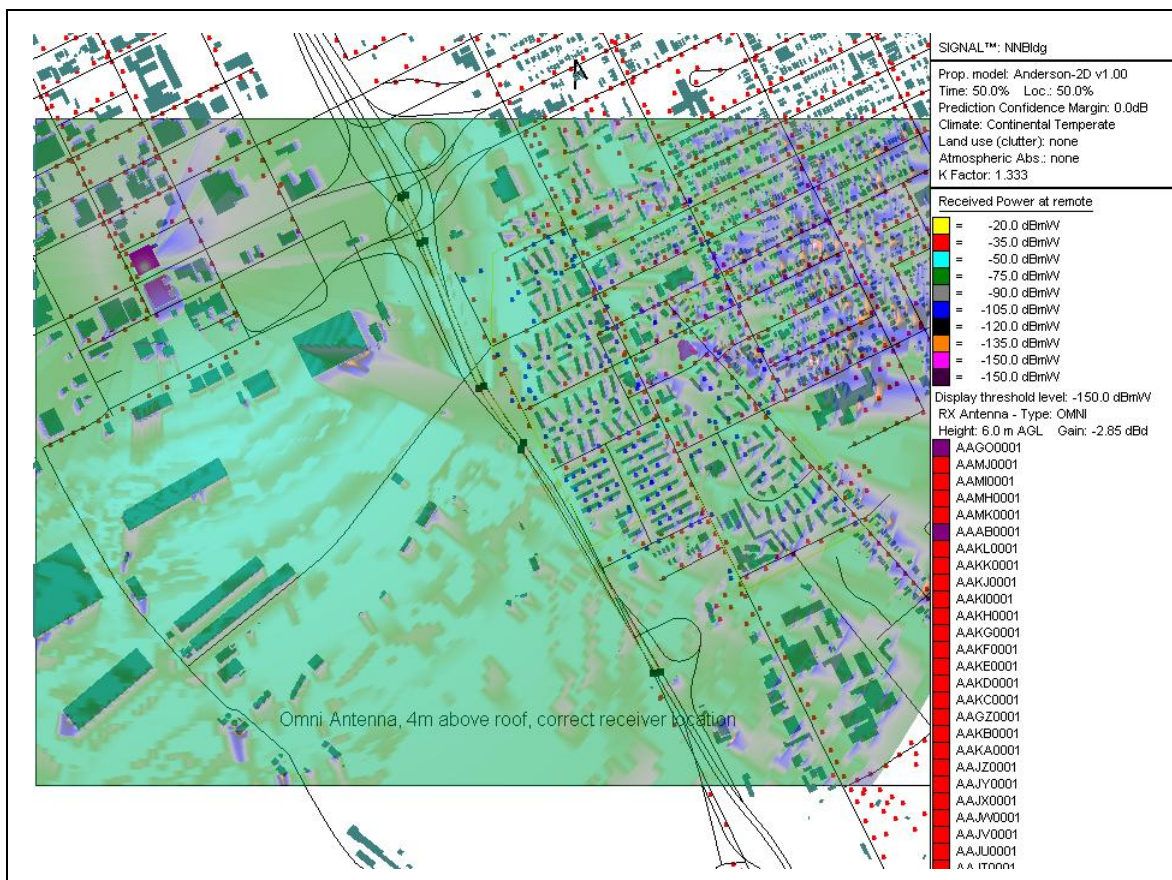 SIGNAL™: NNBldg
Prop. model: Anderson-2D v1.00
Time: 50.0% Loc.: 50.0%
Prediction Confidence Margin: 0.0dB
Climate: Continental Temperate
Land use (clutter): none
Atmospheric Abs.: none
K Factor: 1.333
Received Power at remote
= -20.0 dBmW
= -35.0 dBmW
= -50.0 dBmW
= -75.0 dBmW
= -90.0 dBmW
= -105.0 dBmW
= -120.0 dBmW
= -135.0 dBmW
= -150.0 dBmW
= -150.0 dBmW
Display threshold level: -150.0 dBmW
RX Antenna - Type: OMNI
Height: 6.0 m AGL Gain: -2.85 dBd
AAGO0001
AAMJ0001
AAMI0001
AAMH0001
AAMK0001
AAAB0001
AAKL0001
AAKK0001
AAKJ0001
AAKI0001
AAKH0001
AAKG0001
AAKF0001
AAKE0001
AAKD0001
AAKC0001
AAGZ0001
AAKB0001
AAKA0001
AAJZ0001
AAJY0001
AAJX0001
AAJW0001
AAJV0001
AAJU0001
AAJT0001
Omni Antenna, 4m above roof, correct receiver location